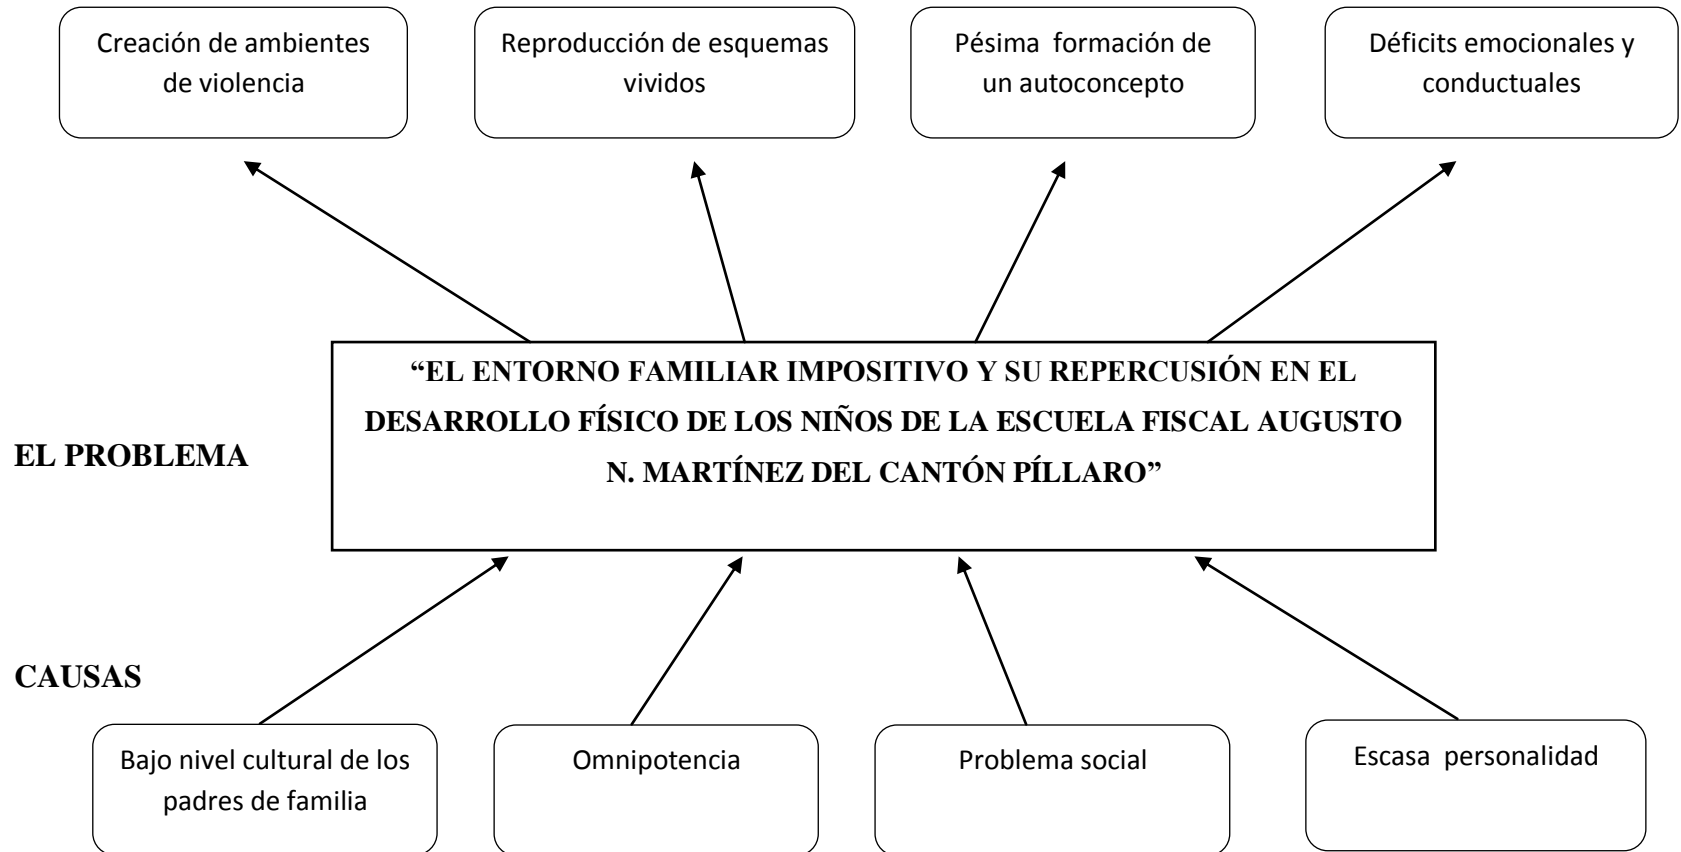 Creación de ambientes
de violencia
Reproducción de esquemas
vividos
Pésima formación de
un autoconcepto
Déficits emocionales y
conductuales
“EL ENTORNO FAMILIAR IMPOSITIVO Y SU REPERCUSIÓN EN EL
DESARROLLO FÍSICO DE LOS NIÑOS DE LA ESCUELA FISCAL AUGUSTO
N. MARTÍNEZ DEL CANTÓN PÍLLARO”
EL PROBLEMA
CAUSAS
Bajo nivel cultural de los
padres de familia
Omnipotencia
Problema social
Escasa personalidad